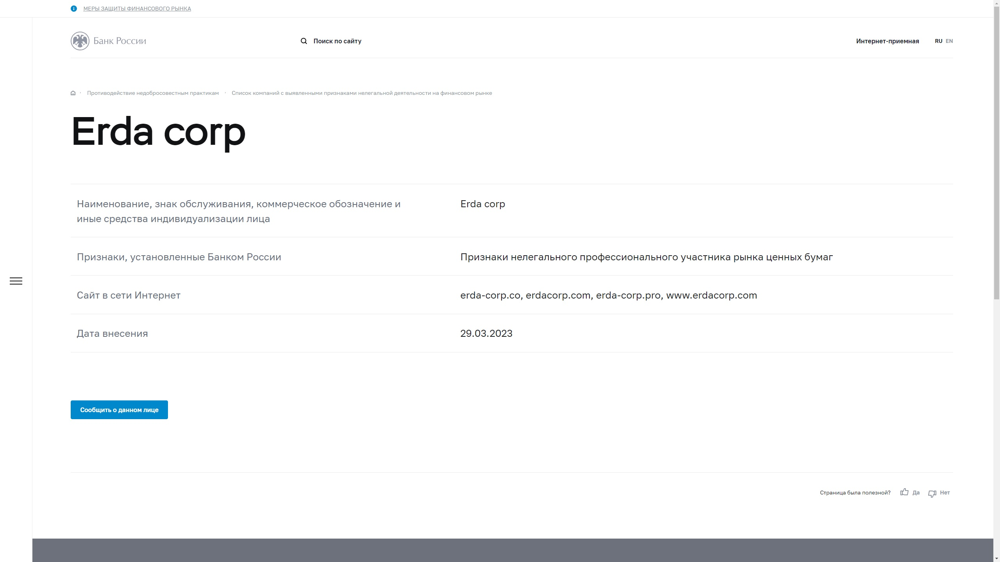 МЕРЫ ЗАЩИТЫ ФИНАНСОВОГО РЫНКА
Банк России
Поиск по сайту
Интернет-приемная
RU EN
Противодействие недобросовестным практикам
Список компаний с выявленными признаками нелегальной деятельности на финансовом рынке
Erda corp
Наименование, знак обслуживания, коммерческое обозначение и
иные средства индивидуализации лица
Erda corp
Признаки, установленные Банком России
Признаки нелегального профессионального участника рынка ценных бумаг
Сайт в сети Интернет
erda-corp.co, erdacorp.com, erda-corp.pro, www.erdacorp.com
Дата внесения
29.03.2023
Сообщить о данном лице
Страница была полезной?
Да
Нет